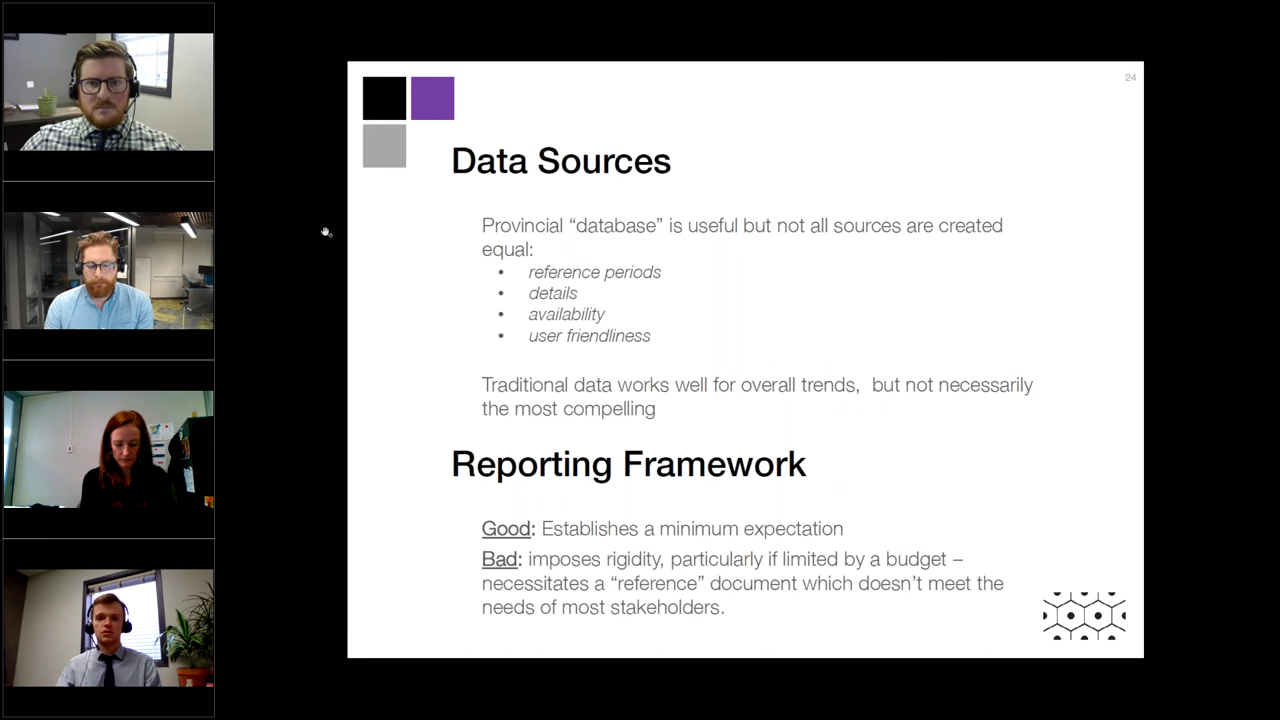 24
Data Sources
Provincial “database” is useful but not all sources are created
equal:
• reference periods
• details
• availability
• user friendliness
Traditional data works well for overall trends,  but not necessarily
the most compelling
Reporting Framework
Good: Establishes a minimum expectation
Bad: imposes rigidity, particularly if limited by a budget –
necessitates a “reference” document which doesn’t meet the
needs of most stakeholders.